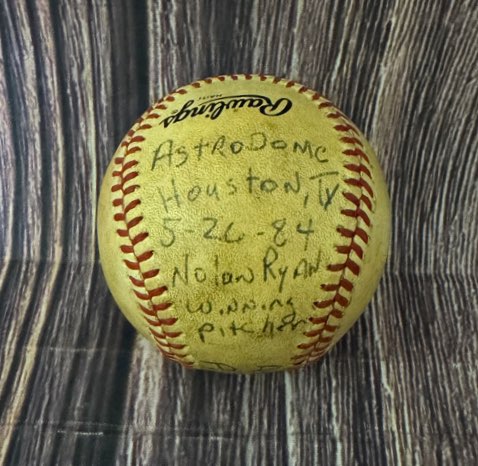 Rawlings
AstroDome
Houston, TX
5-26-84
Nolan Ryan
Winning
Pitcher